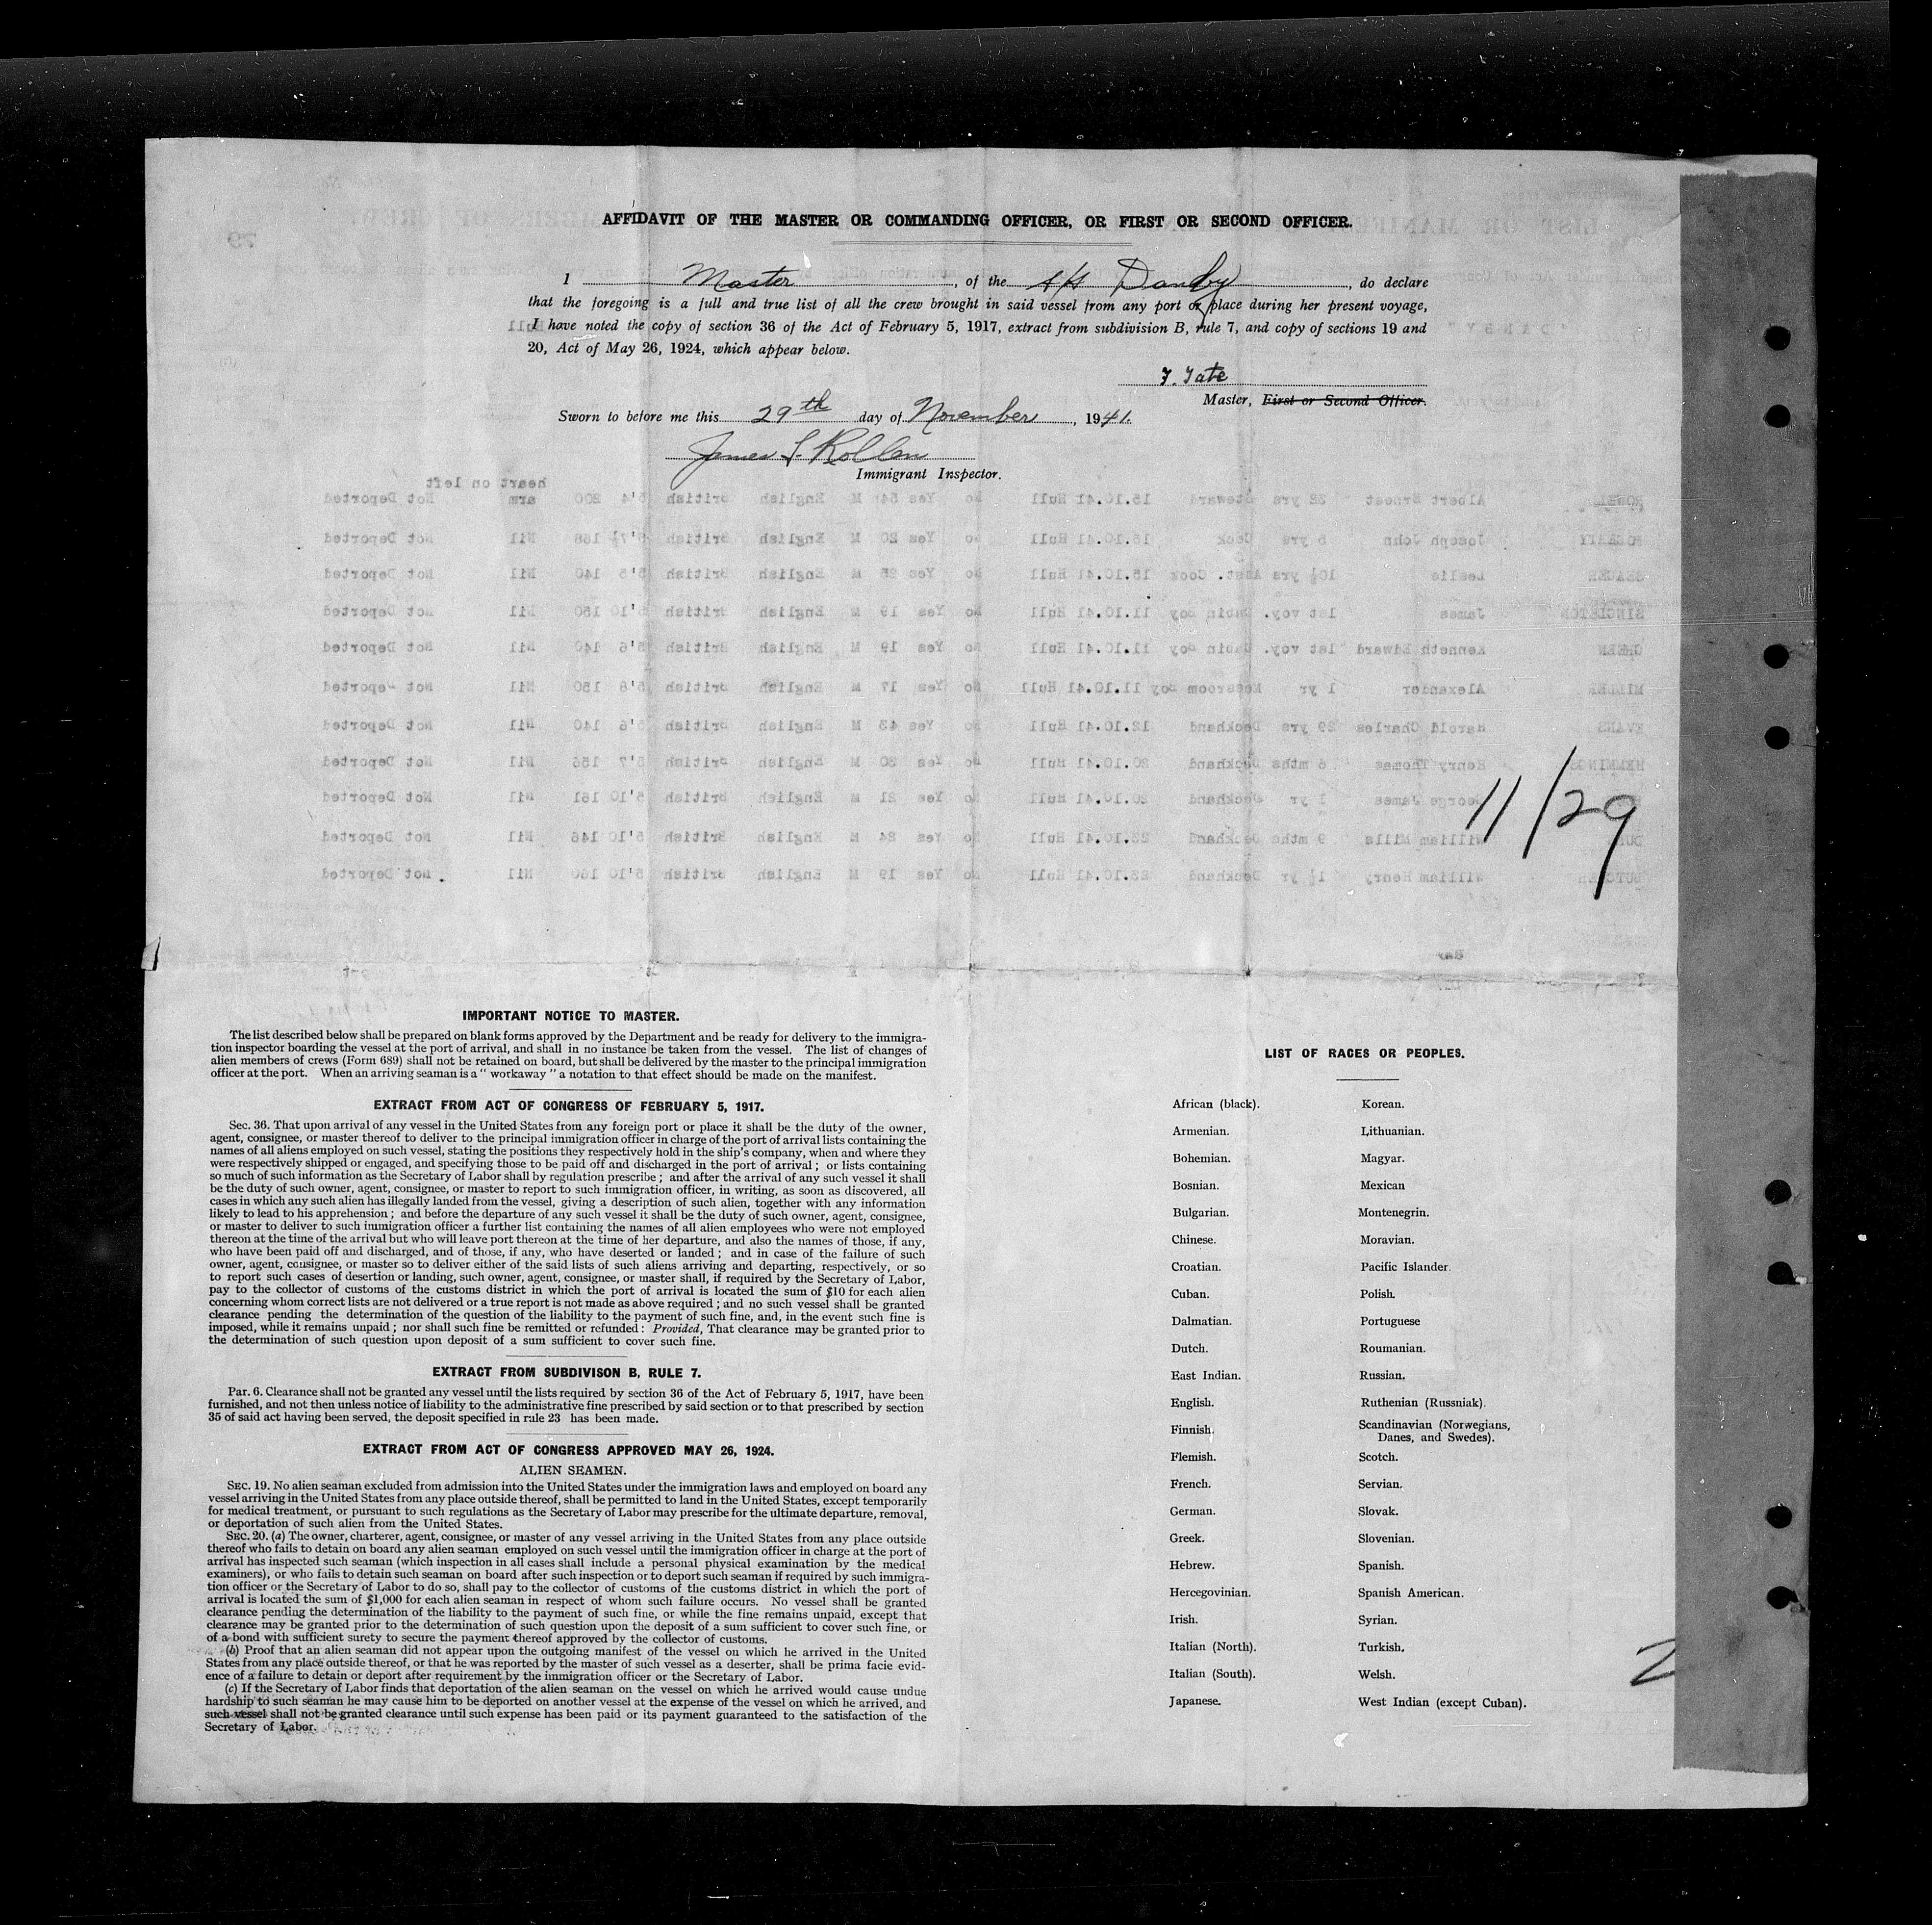 AFFIDAVIT OF THE MASTER OR COMMANDING OFFICER, OR FIRST OR SECOND OFFICER.
I Master, of the Danby, do declare
that the foregoing is a full and true list of all the crew brought in said vessel from any port or place during her present voyage,
I have noted the copy of section 36 of the Act of February 5, 1917, extract from subdivision B, rule 7, and copy of sections 19 and
20, Act of May 26, 1924, which appear below.
Tate
Master, First or Second Officer.
Sworn to before me this 29th day of November, 1941.
James
Immigrant Inspector.
11/29
IMPORTANT NOTICE TO MASTER.
The list described below shall be prepared on blank forms approved by the Department and be ready for delivery to the immigra-
tion inspector boarding the vessel at the port of arrival, and shall in no instance be taken from the vessel. The list of changes of
alien members of crews (Form 689) shall not be retained on board, but shall be delivered by the master to the principal immigration
officer at the port. When an arriving seaman is a "workaway" a notation to that effect should be made on the manifest.
EXTRACT FROM ACT OF CONGRESS OF FEBRUARY 5, 1917.
Sec. 36. That upon arrival of any vessel in the United States from any foreign port or place it shall be the duty of the owner,
agent, consignee, or master thereof to deliver to the principal immigration officer in charge of the port of arrival lists containing the
names of all aliens employed on such vessel, stating the positions they respectively hold in the ship's company, when and where they
were respectively shipped or engaged, and specifying those to be paid off and discharged in the port of arrival; or lists containing
so much of such information as the Secretary of Labor shall by regulation prescribe; and after the arrival of any such vessel it shall
be the duty of such owner, agent, consignee, or master to report to such immigration officer, in writing, as soon as discovered, all
cases in which any such alien has illegally landed from the vessel, giving a description of such alien, together with any information
likely to lead to his apprehension; and before the departure of any such vessel it shall be the duty of such owner, agent, consignee,
or master to deliver to such immigration officer a further list containing the names of all alien employees who were not employed
thereon at the time of the arrival but who will leave port thereon at the time of her departure, and also the names of those, if any,
who have been paid off and discharged, and of those, if any, who have deserted or landed; and in case of the failure of such
owner, agent, consignee, or master so to deliver either of the said lists of such aliens arriving and departing, respectively, or so
to report such cases of desertion or landing, such owner, agent, consignee, or master shall, if required by the Secretary of Labor,
pay to the collector of customs of the customs district in which the port of arrival is located the sum of $10 for each alien
concerning whom correct lists are not delivered or a true report is not made as above required; and no such vessel shall be granted
clearance pending the determination of the question of the liability to the payment of such fine, and, in the event such fine is
imposed, while it remains unpaid; nor shall such fine be remitted or refunded: Provided, That clearance may be granted prior to
the determination of such question upon deposit of a sum sufficient to cover such fine.
EXTRACT FROM SUBDIVISON B, RULE 7.
Par. 6. Clearance shall not be granted any vessel until the lists required by section 36 of the Act of February 5, 1917, have been
furnished, and not then unless notice of liability to the administrative fine prescribed by said section or to that prescribed by section
35 of said act having been served, the deposit specified in rule 23 has been made.
EXTRACT FROM ACT OF CONGRESS APPROVED MAY 26, 1924.
ALIEN SEAMEN.
SEC. 19. No alien seaman excluded from admission into the United States under the immigration laws and employed on board any
vessel arriving in the United States from any place outside thereof, shall be permitted to land in the United States, except temporarily
for medical treatment, or pursuant to such regulations as the Secretary of Labor may prescribe for the ultimate departure, removal,
or deportation of such alien from the United States.
SEC. 20. (a) The owner, charterer, agent, consignee, or master of any vessel arriving in the United States from any place outside
thereof who fails to detain on board any alien seaman employed on such vessel until the immigration officer in charge at the port of
arrival has inspected such seaman (which inspection in all cases shall include a personal physical examination by the medical
examiners), or who fails to detain such seaman on board after such inspection or to deport such seaman if required by such immigra-
tion officer or the Secretary of Labor to do so, shall pay to the collector of customs of the customs district in which the port of
arrival is located the sum of $1,000 for each alien seaman in respect of whom such failure occurs. No vessel shall be granted
clearance pending the determination of the liability to the payment of such fine, or while the fine remains unpaid, except that
clearance may be granted prior to the determination of such question upon the deposit of a sum sufficient to cover such fine, or
of a bond with sufficient surety to secure the payment thereof approved by the collector of customs.
(b) Proof that an alien seaman did not appear upon the outgoing manifest of the vessel on which he arrived in the United
States from any place outside thereof, or that he was reported by the master of such vessel as a deserter, shall be prima facie evid-
ence of a failure to detain or deport after requirement by the immigration officer or the Secretary of Labor.
(c) If the Secretary of Labor finds that deportation of the alien seaman on the vessel on which he arrived would cause undue
hardship to such seaman he may cause him to be deported on another vessel at the expense of the vessel on which he arrived, and
such vessel shall not be granted clearance until such expense has been paid or its payment guaranteed to the satisfaction of the
Secretary of Labor.
LIST OF RACES OR PEOPLES.
African (black). Korean.
Armenian. Lithuanian.
Bohemian. Magyar.
Bosnian. Mexican
Bulgarian. Montenegrin.
Chinese. Moravian.
Croatian. Pacific Islander.
Cuban. Polish.
Dalmatian. Portuguese
Dutch. Roumanian.
East Indian. Russian.
English. Ruthenian (Russniak).
Finnish. Scandinavian (Norwegians,
Danes, and Swedes).
Flemish. Scotch.
French. Servian.
German. Slovak.
Greek. Slovenian.
Hebrew. Spanish.
Hercegovinian. Spanish American.
Irish. Syrian.
Italian (North). Turkish.
Italian (South). Welsh.
Japanese. West Indian (except Cuban).
2